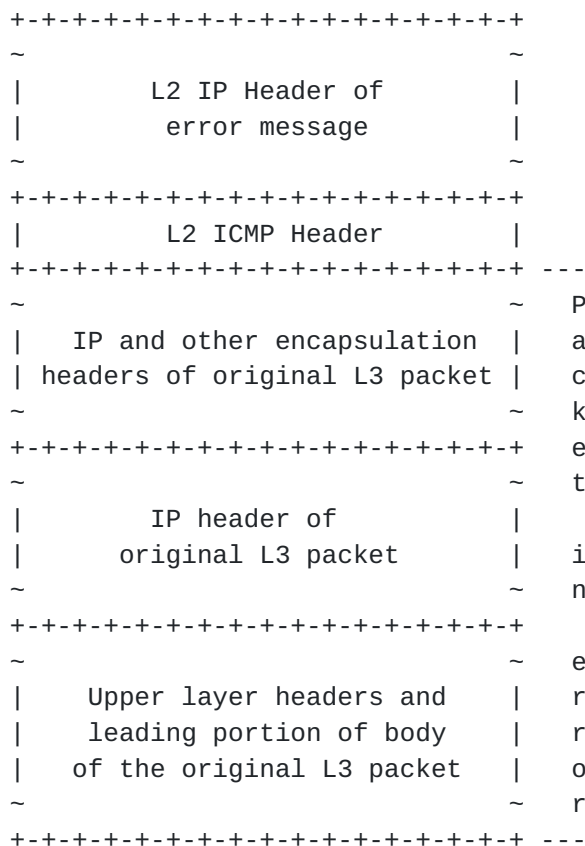 +-+-+-+-+-+-+-+-+-+-+-+-+-+-+-+-+
~                               ~
|         L2 IP Header of        |
|          error message         |
~                               ~
+-+-+-+-+-+-+-+-+-+-+-+-+-+-+-+-+
|          L2 ICMP Header        |
+-+-+-+-+-+-+-+-+-+-+-+-+-+-+-+-+ ---
~                               ~   P
|   IP and other encapsulation  |   a
| headers of original L3 packet |   c
~                               ~   k
+-+-+-+-+-+-+-+-+-+-+-+-+-+-+-+-+   e
~                               ~   t
|         IP header of           |
|       original L3 packet       |   i
~                               ~   n
+-+-+-+-+-+-+-+-+-+-+-+-+-+-+-+-+
~                               ~   e
|     Upper layer headers and    |   r
|     leading portion of body    |   r
|    of the original L3 packet   |   o
~                               ~   r
+-+-+-+-+-+-+-+-+-+-+-+-+-+-+-+-+ ---